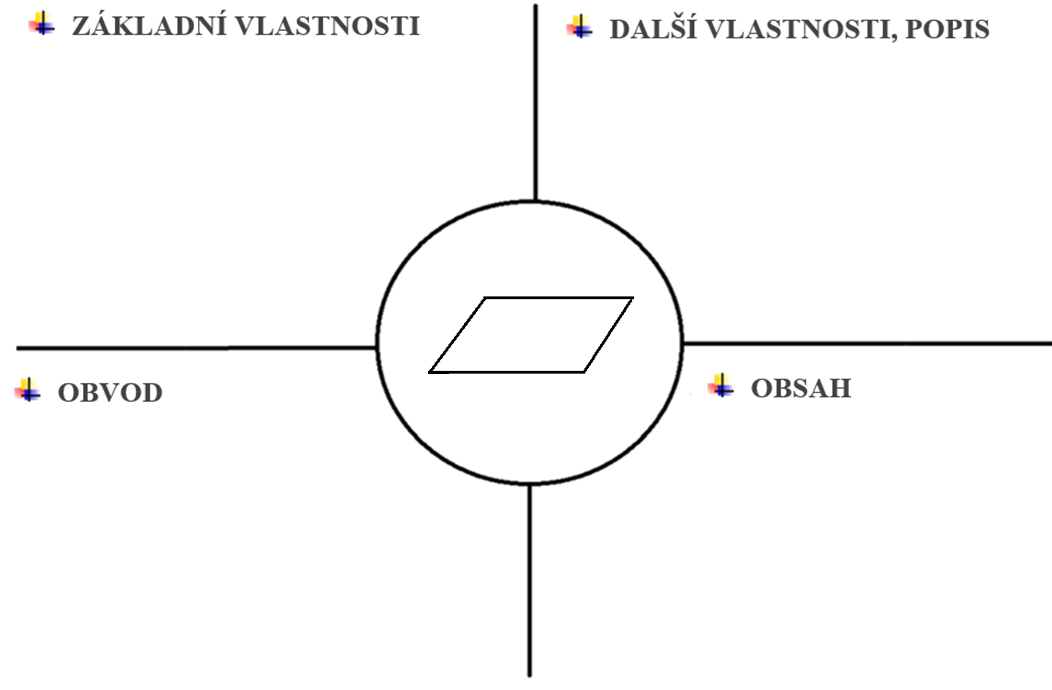 ZÁKLADNÍ VLASTNOSTI
DALŠÍ VLASTNOSTI, POPIS
OBVOD
OBSAH